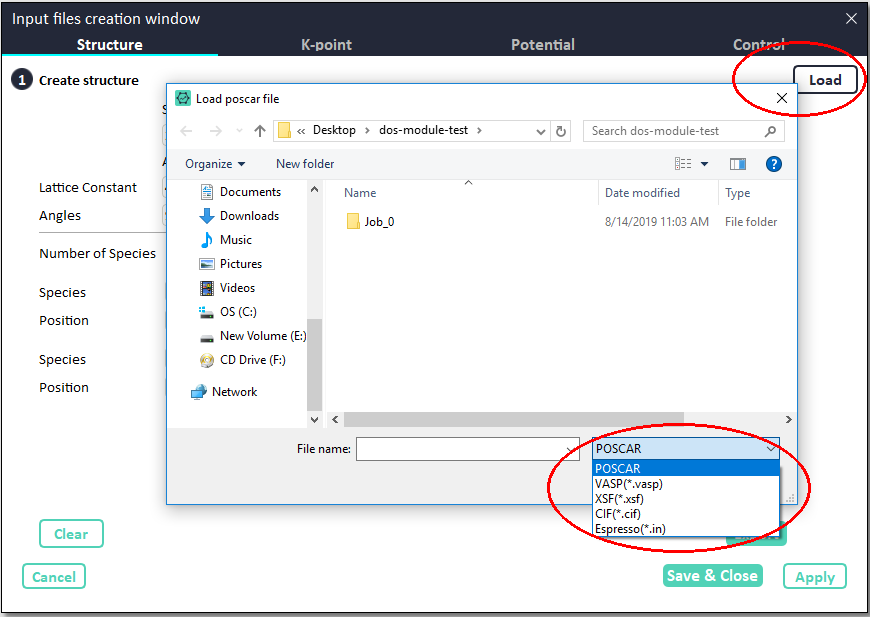 Input files creation window
Structure K-point Potential Control
1 Create structure
Load
Load poscar file
« Desktop › dos-module-test ›
Search dos-module-test
Organize New folder
Name Date modified Type
Documents
Job_0 8/14/2019 11:03 AM File folder
Downloads
Music
Pictures
Videos
OS (C:)
New Volume (E:)
CD Drive (F:)
Network
Lattice Constant
Angles
Number of Species
Species
Position
Species
Position
File name:
POSCAR
POSCAR
VASP(*.vasp)
XSF(*.xsf)
CIF(*.cif)
Espresso(*.in)
Clear
Cancel
Save & Close
Apply